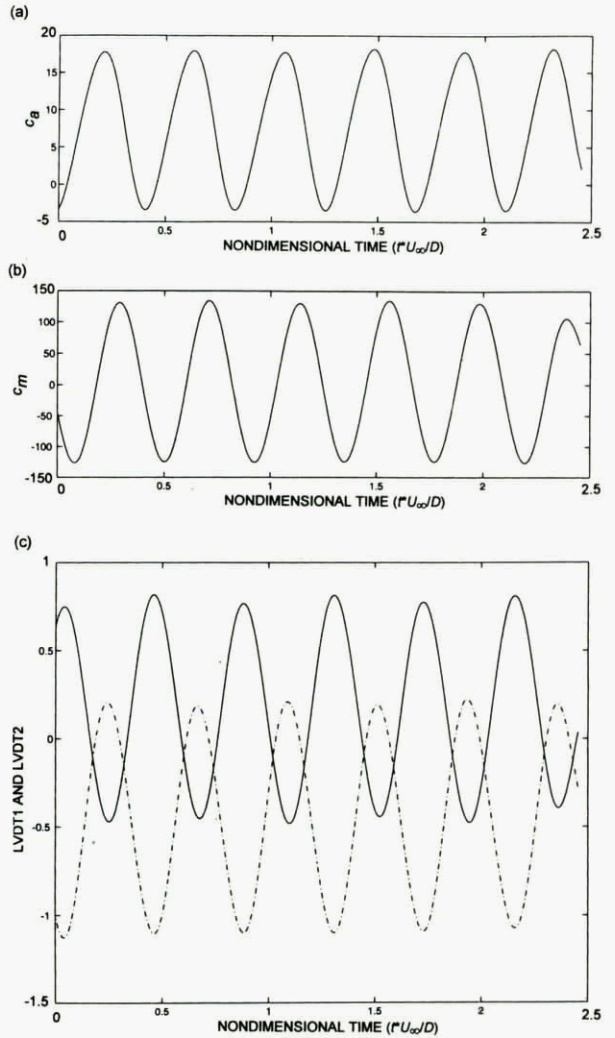 (a)
20
15
10
5
0
-5
c_a
0 0.5 1 1.5 2 2.5
NONDIMENSIONAL TIME (t*U∞/D)
(b)
150
100
50
0
-50
-100
-150
c_m
0 0.5 1 1.5 2 2.5
NONDIMENSIONAL TIME (t*U∞/D)
(c)
1
0.5
0
-0.5
-1
-1.5
LVDT1 AND LVDT2
0 0.5 1 1.5 2 2.5
NONDIMENSIONAL TIME (t*U∞/D)